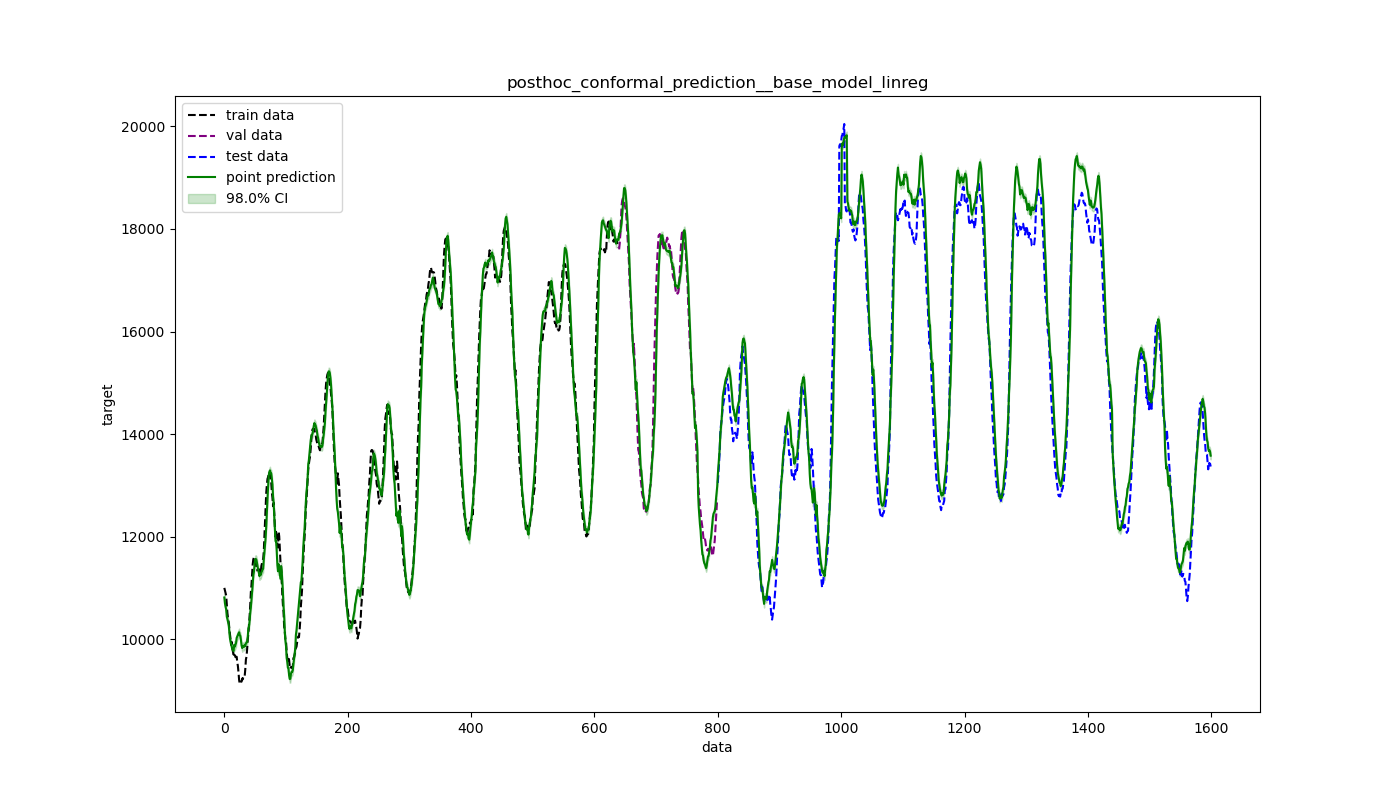 posthoc_conformal_prediction__base_model_linreg
train data
val data
test data
point prediction
98.0% CI
20000
18000
16000
14000
12000
10000
target
0 200 400 600 800 1000 1200 1400 1600
data